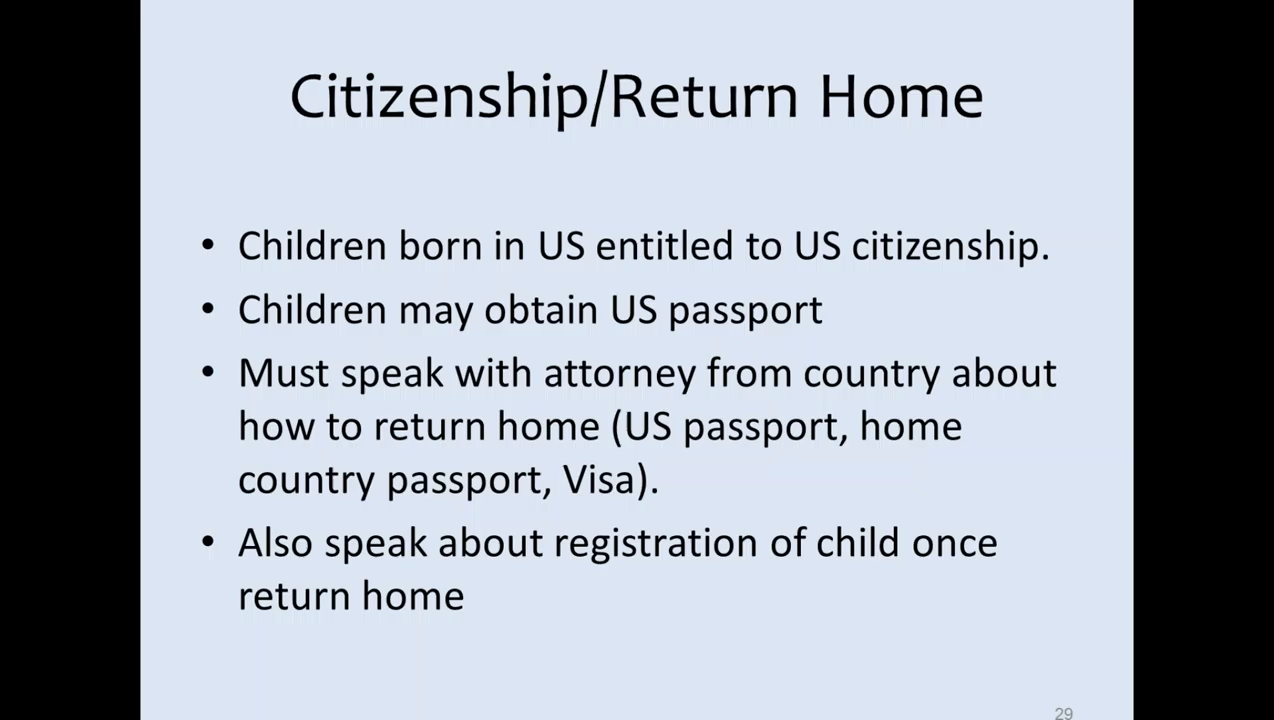 Citizenship/Return Home
• Children born in US entitled to US citizenship.
• Children may obtain US passport
• Must speak with attorney from country about
how to return home (US passport, home
country passport, Visa).
• Also speak about registration of child once
return home
29